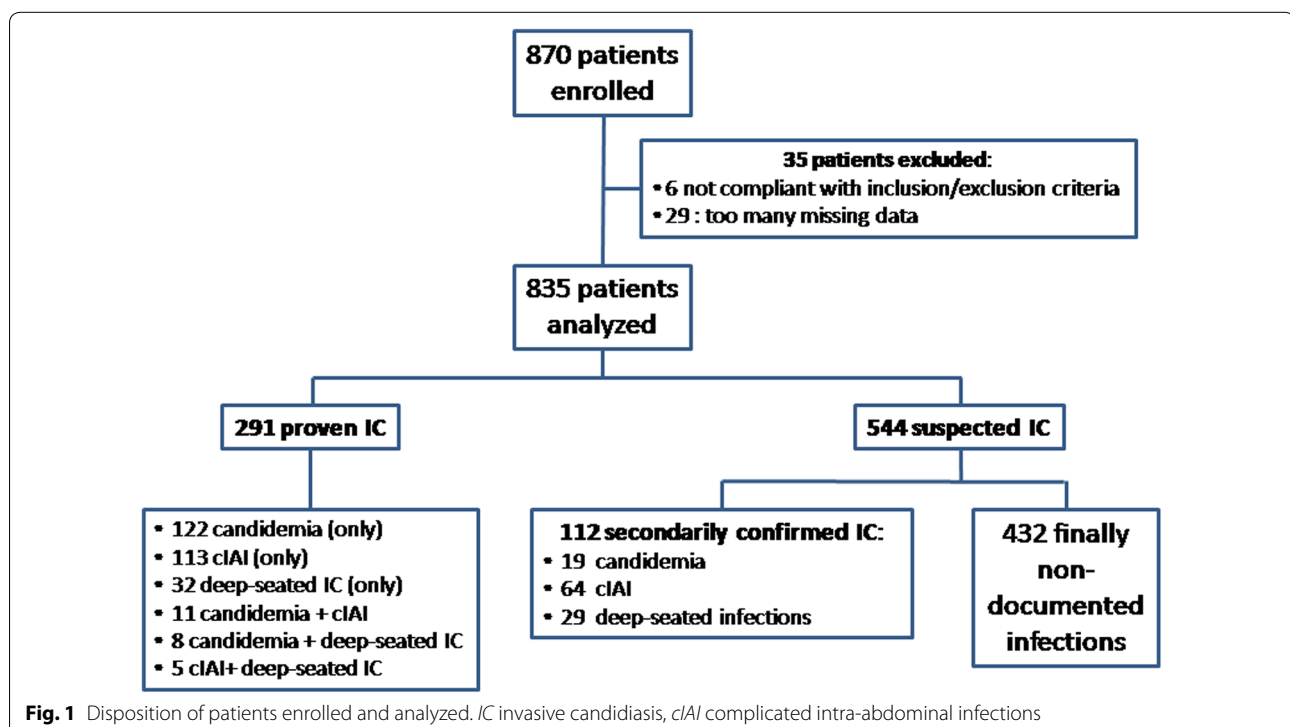 870 patients
enrolled
35 patients excluded:
• 6 not compliant with inclusion/exclusion criteria
• 29 : too many missing data
835 patients
analyzed
291 proven IC
544 suspected IC
• 122 candidemia (only)
• 113 cIAI (only)
• 32 deep-seated IC (only)
• 11 candidemia + cIAI
• 8 candidemia + deep-seated IC
• 5 cIAI+ deep-seated IC
112 secondarily confirmed IC:
• 19 candidemia
• 64 cIAI
• 29 deep-seated infections
432 finally
non-
documented
infections
Fig. 1 Disposition of patients enrolled and analyzed. IC invasive candidiasis, cIAI complicated intra-abdominal infections